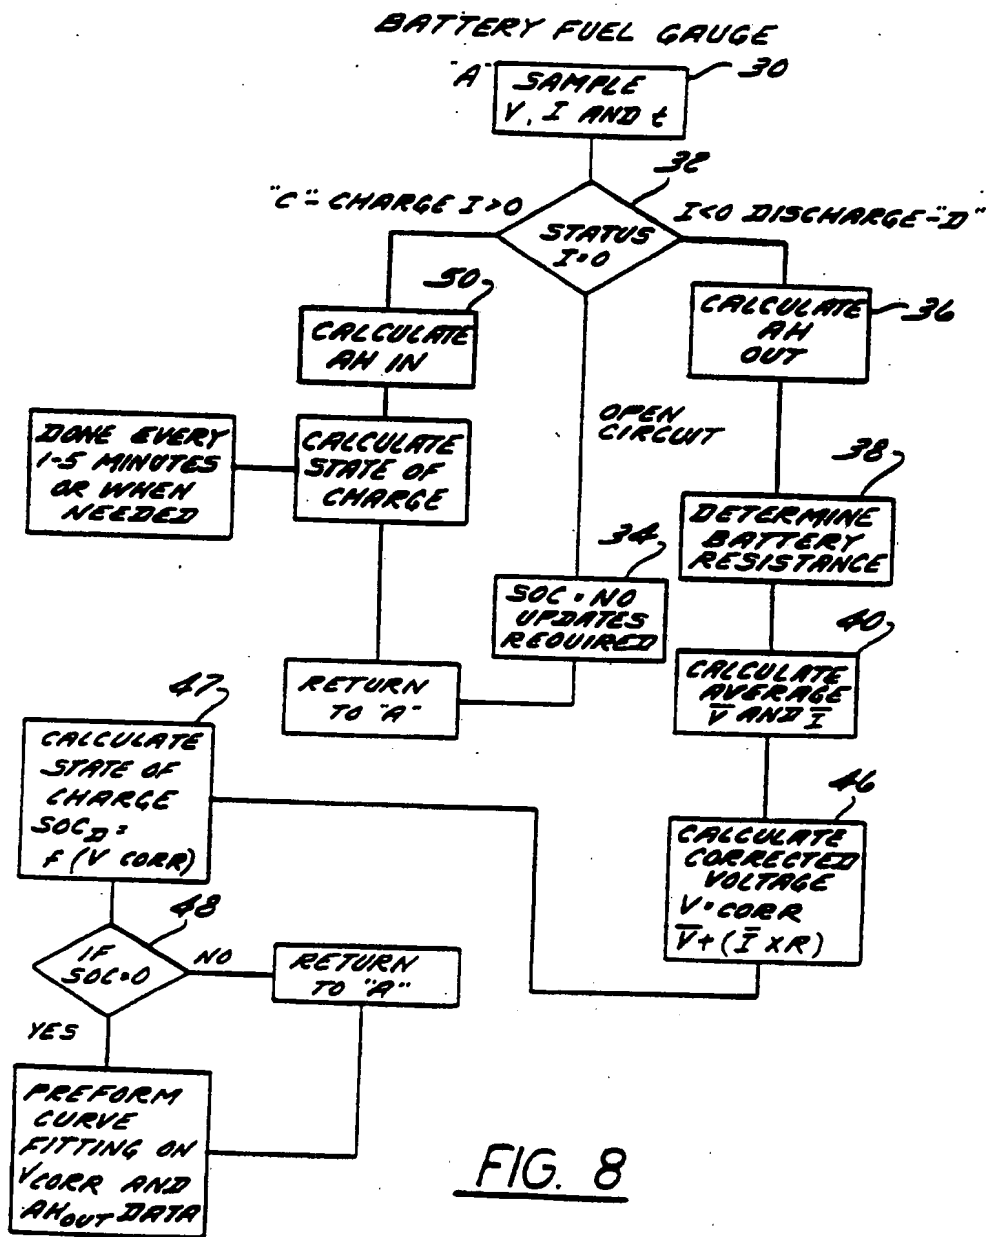 BATTERY FUEL GAUGE
"A"
30
SAMPLE
V, I AND t
32
"C"- CHARGE I>0
I<0 DISCHARGE-"D"
STATUS
I=0
50
CALCULATE
AH IN
36
CALCULATE
AH
OUT
OPEN
CIRCUIT
DONE EVERY
1-5 MINUTES
OR WHEN
NEEDED
CALCULATE
STATE OF
CHARGE
38
DETERMINE
BATTERY
RESISTANCE
34
SOC = NO
UPDATES
REQUIRED
40
CALCULATE
AVERAGE
V̅ AND I̅
RETURN
TO "A"
47
CALCULATE
STATE OF
CHARGE
SOC_D =
f (V CORR)
46
CALCULATE
CORRECTED
VOLTAGE
V=CORR
V̅+(I̅ XR)
48
IF
SOC=0
NO
RETURN
TO "A"
YES
PREFORM
CURVE
FITTING ON
VCORR AND
AH_OUT DATA
FIG. 8